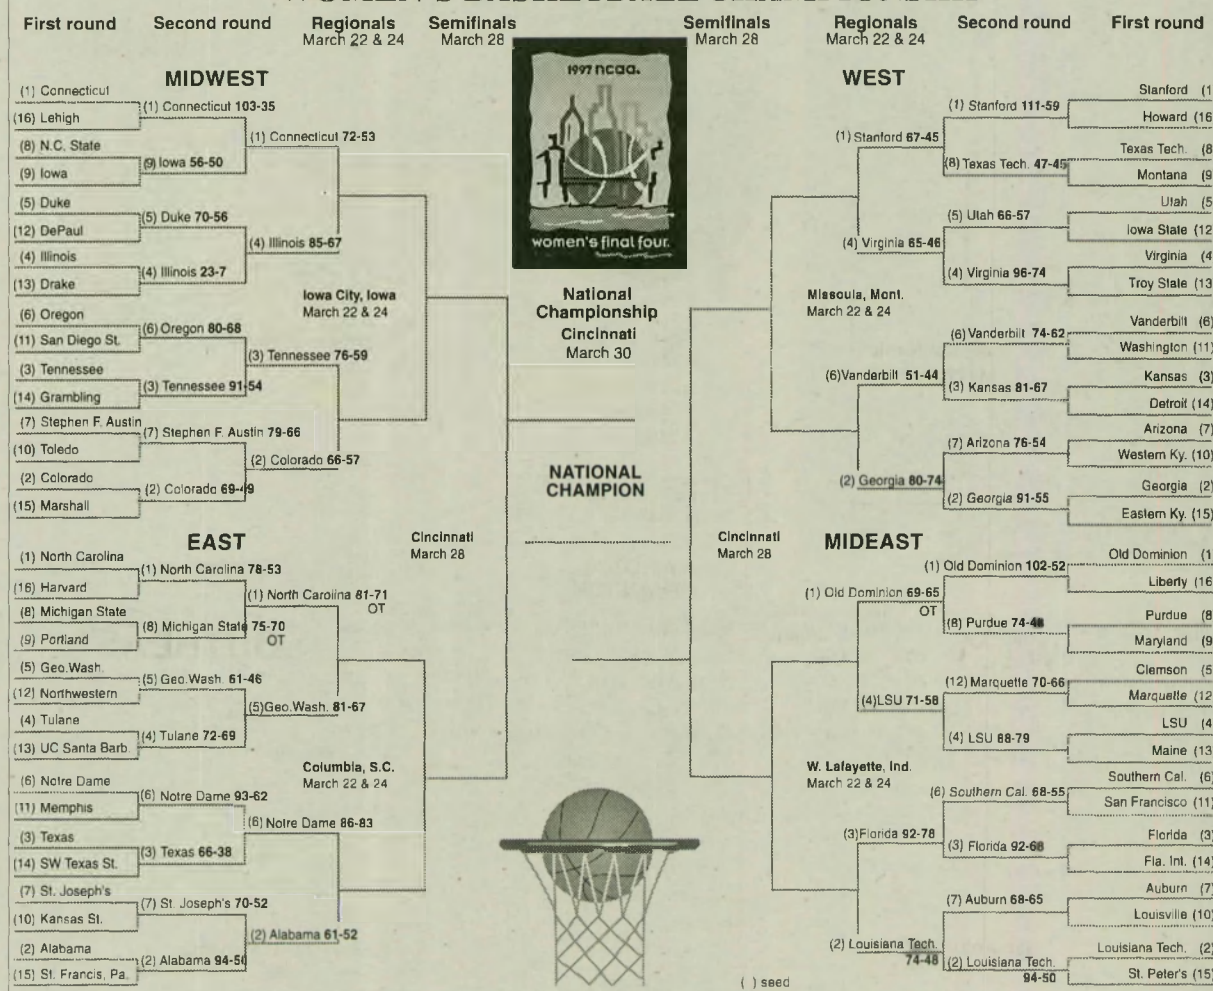 First round
Second round
Regionals
March 22 & 24
Semifinals
March 28
Semifinals
March 28
Regionals
March 22 & 24
Second round
First round
1997 ncaa.
women's final four.
MIDWEST
(1) Connecticut
(16) Lehigh
(8) N.C. State
(9) Iowa
(5) Duke
(12) DePaul
(4) Illinois
(13) Drake
(6) Oregon
(11) San Diego St.
(3) Tennessee
(14) Grambling
(7) Stephen F. Austin
(10) Toledo
(2) Colorado
(15) Marshall
(1) Connecticut 103-35
(9) Iowa 56-50
(5) Duke 70-56
(4) Illinois 23-7
(6) Oregon 80-68
(3) Tennessee 91-54
(7) Stephen F. Austin 79-66
(2) Colorado 69-49
(1) Connecticut 72-53
(4) Illinois 85-67
(3) Tennessee 76-59
(2) Colorado 66-57
Iowa City, Iowa
March 22 & 24
EAST
(1) North Carolina
(16) Harvard
(8) Michigan State
(9) Portland
(5) Geo.Wash.
(12) Northwestern
(4) Tulane
(13) UC Santa Barb.
(6) Notre Dame
(11) Memphis
(3) Texas
(14) SW Texas St.
(7) St. Joseph's
(10) Kansas St.
(2) Alabama
(15) St. Francis, Pa.
(1) North Carolina 78-53
(8) Michigan State 75-70
OT
(5) Geo.Wash. 61-46
(4) Tulane 72-69
(6) Notre Dame 93-62
(3) Texas 66-38
(7) St. Joseph's 70-52
(2) Alabama 94-50
(1) North Carolina 81-71
OT
(5)Geo.Wash. 81-67
(6) Notre Dame 86-83
(2) Alabama 61-52
Columbia, S.C.
March 22 & 24
Cincinnati
March 28
National
Championship
Cincinnati
March 30
NATIONAL
CHAMPION
Cincinnati
March 28
WEST
(1) Stanford 67-45
(4) Virginia 65-46
(6)Vanderbilt 51-44
(2) Georgia 80-74
Missoula, Mont.
March 22 & 24
(1) Stanford 111-59
(8) Texas Tech. 47-45
(5) Utah 66-57
(4) Virginia 96-74
(6) Vanderbilt 74-62
(3) Kansas 81-67
(7) Arizona 76-54
(2) Georgia 91-55
Stanford (1
Howard (16
Texas Tech. (8
Montana (9
Utah (5
Iowa State (12
Virginia (4
Troy State (13
Vanderbilt (6)
Washington (11)
Kansas (3)
Detroit (14)
Arizona (7)
Western Ky. (10)
Georgia (2)
Eastern Ky. (15)
MIDEAST
(1) Old Dominion 69-65
OT
(4)LSU 71-58
(3)Florida 92-78
(2) Louisiana Tech.
74-48
W. Lafayette, Ind.
March 22 & 24
(1) Old Dominion 102-52
(8) Purdue
(12) Marquette 70-66
(4) LSU 88-79
(6) Southern Cal. 68-55
(3) Florida 92-68
(7) Auburn 68-65
(2) Louisiana Tech.
94-50
Old Dominion (1
Liberty (16
Purdue (8
Maryland (9
Clemson (5
Marquette (12
LSU (4
Maine (13
Southern Cal. (6)
San Francisco (11)
Florida (3)
Fla. Int. (14)
Auburn (7)
Louisville (10)
Louisiana Tech. (2)
St. Peter's (15)
( ) seed